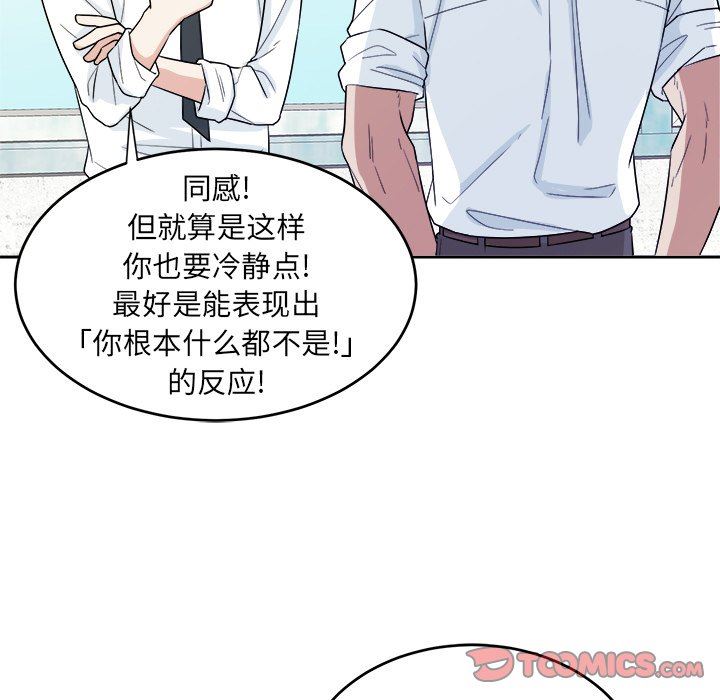 同感!
但就算是这样
你也要冷静点!
最好是能表现出
「你根本什么都不是!」
的反应!
TOOMICS.COM